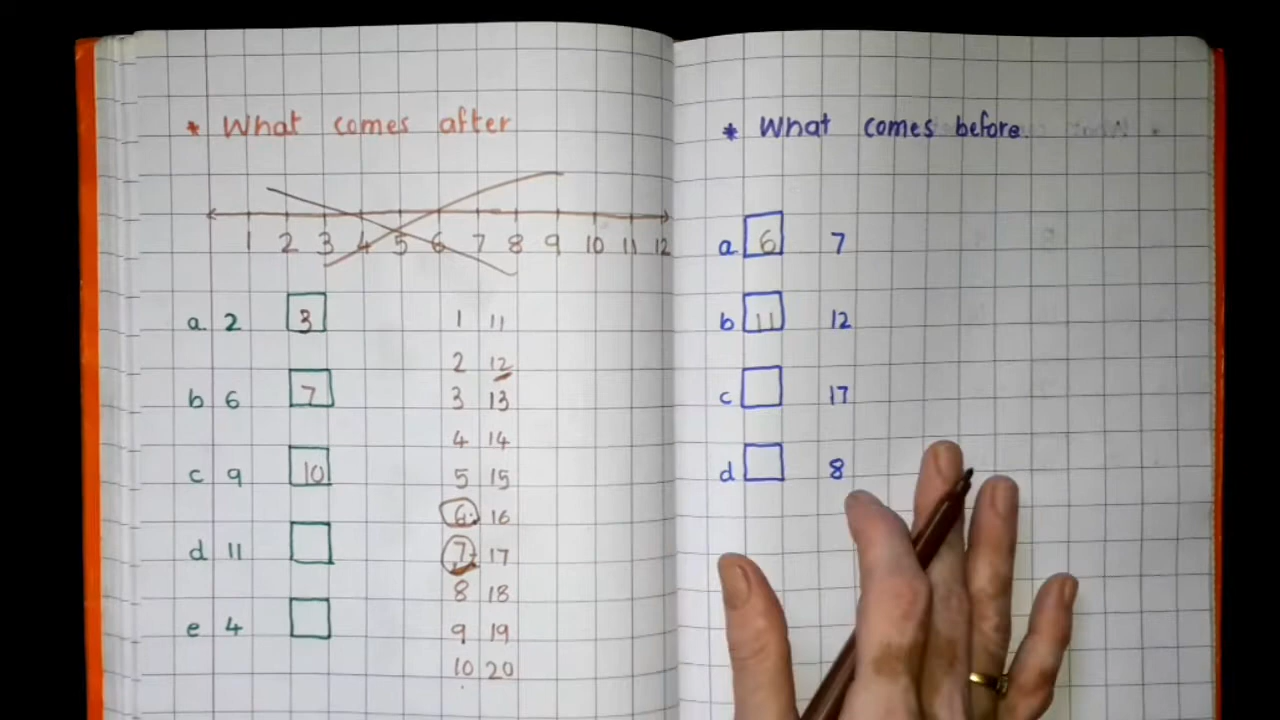 * What comes after
1 2 3 4 5 6 7 8 9 10 11 12
a. 2 3
b 6 7
c 9 10
d 11
e 4
1 11
2 12
3 13
4 14
5 15
6 16
7 17
8 18
9 19
10 20
* What comes before.
a. 6 7
b 11 12
c 17
d 8